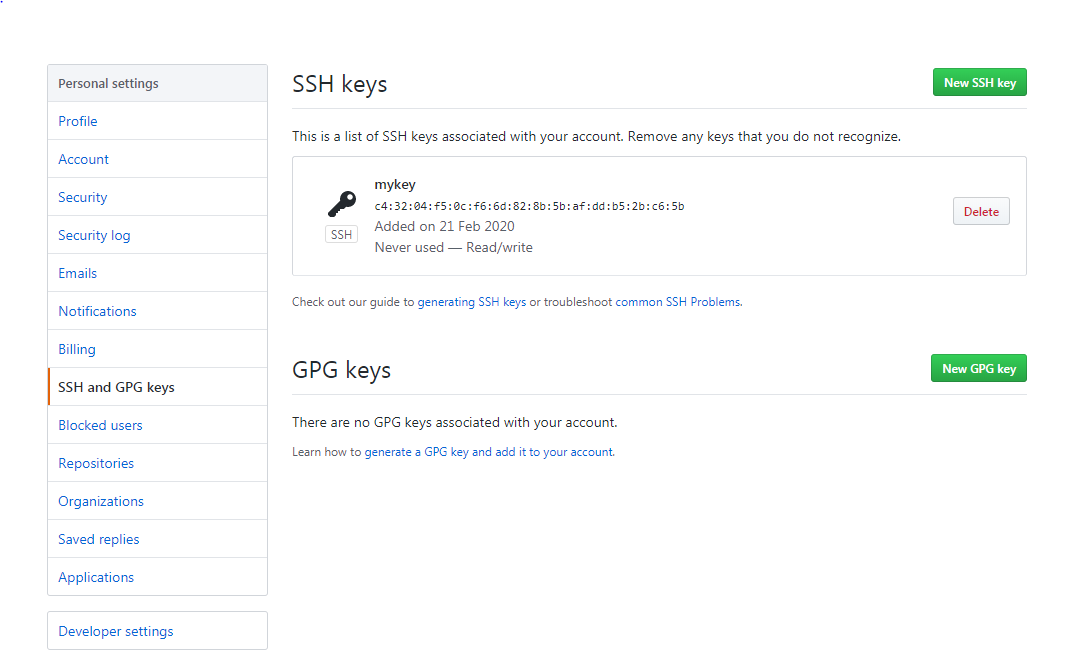 Personal settings
Profile
Account
Security
Security log
Emails
Notifications
Billing
SSH and GPG keys
Blocked users
Repositories
Organizations
Saved replies
Applications
Developer settings
SSH keys
New SSH key
This is a list of SSH keys associated with your account. Remove any keys that you do not recognize.
mykey
c4:32:04:f5:0c:f6:6d:82:8b:5b:af:dd:b5:2b:c6:5b
Added on 21 Feb 2020
Never used — Read/write
SSH
Delete
Check out our guide to generating SSH keys or troubleshoot common SSH Problems.
GPG keys
New GPG key
There are no GPG keys associated with your account.
Learn how to generate a GPG key and add it to your account.